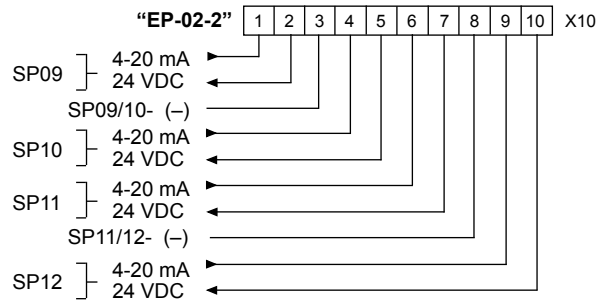 “EP-02-2” 1 2 3 4 5 6 7 8 9 10 X10
4-20 mA
SP09
24 VDC
SP09/10- (–)
4-20 mA
SP10
24 VDC
4-20 mA
SP11
24 VDC
SP11/12- (–)
4-20 mA
SP12
24 VDC